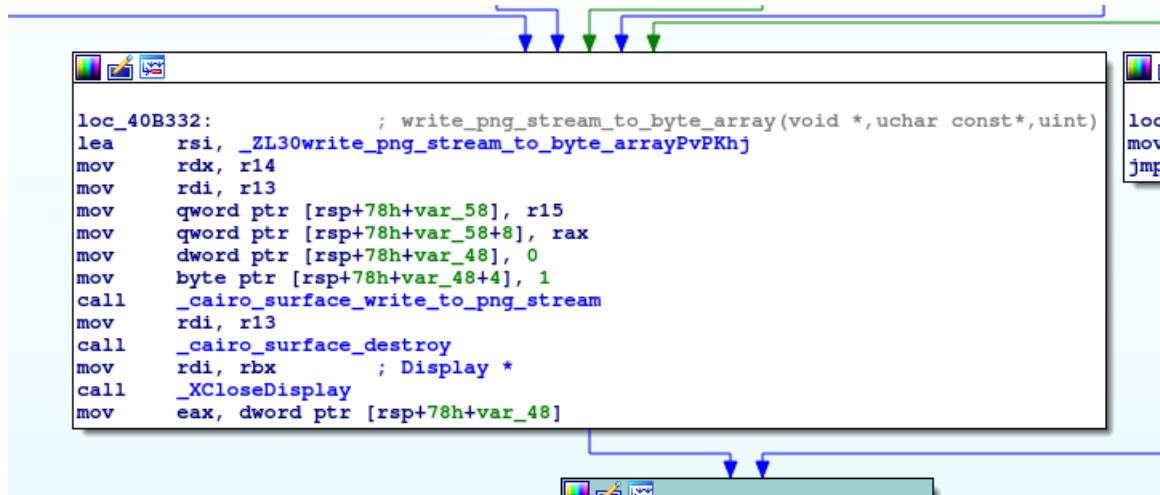 loc_40B332: ; write_png_stream_to_byte_array(void *,uchar const*,uint)
lea rsi, _ZL30write_png_stream_to_byte_arrayPvPKhj
mov rdx, r14
mov rdi, r13
mov qword ptr [rsp+78h+var_58], r15
mov qword ptr [rsp+78h+var_58+8], rax
mov dword ptr [rsp+78h+var_48], 0
mov byte ptr [rsp+78h+var_48+4], 1
call _cairo_surface_write_to_png_stream
mov rdi, r13
call _cairo_surface_destroy
mov rdi, rbx ; Display *
call _XCloseDisplay
mov eax, dword ptr [rsp+78h+var_48]
loc
mov
jmp